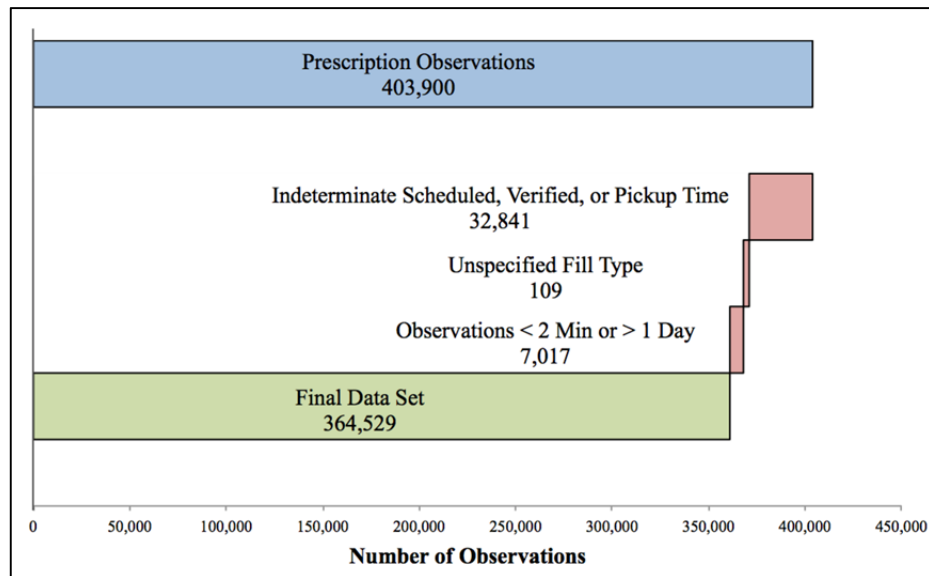 Prescription Observations
403,900
Indeterminate Scheduled, Verified, or Pickup Time
32,841
Unspecified Fill Type
109
Observations < 2 Min or > 1 Day
7,017
Final Data Set
364,529
0 50,000 100,000 150,000 200,000 250,000 300,000 350,000 400,000 450,000
Number of Observations